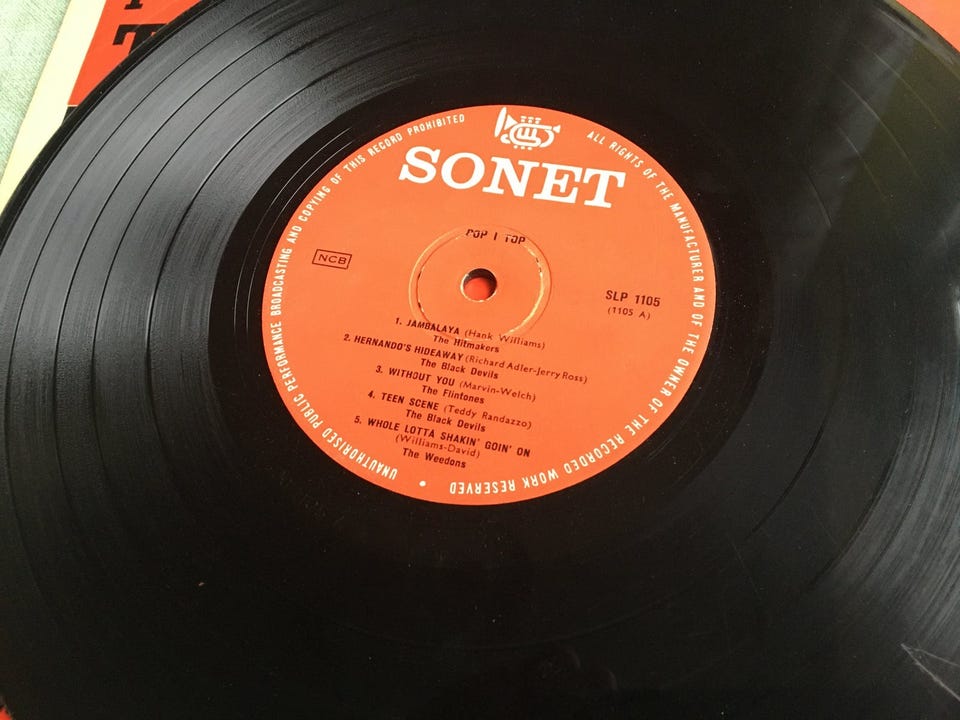 SONET
UNAUTHORISED PUBLIC PERFORMANCE BROADCASTING AND COPYING OF THIS RECORD PROHIBITED
ALL RIGHTS OF THE MANUFACTURER AND OF THE OWNER OF THE RECORDED WORK RESERVED •
POP I TOP
NCB
SLP 1105
(1105 A)
1. JAMBALAYA (Hank Williams)
The Hitmakers
2. HERNANDO'S HIDEAWAY (Richard Adler-Jerry Ross)
The Black Devils
3. WITHOUT YOU (Marvin-Welch)
The Flintones
4. TEEN SCENE (Teddy Randazzo)
The Black Devils
5. WHOLE LOTTA SHAKIN' GOIN' ON
(Williams-David)
The Weedons